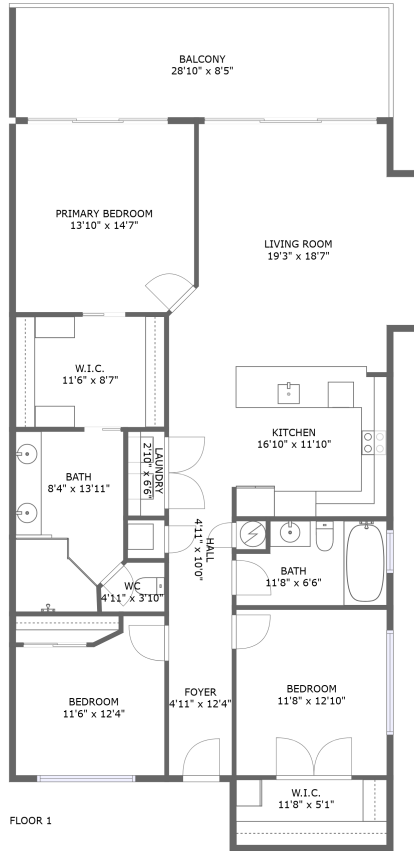 BALCONY
28'10" x 8'5"
PRIMARY BEDROOM
13'10" x 14'7"
LIVING ROOM
19'3" x 18'7"
W.I.C.
11'6" x 8'7"
KITCHEN
16'10" x 11'10"
LAUNDRY
2'10" x 6'6"
BATH
8'4" x 13'11"
HALL
4'11" x 10'0"
BATH
11'8" x 6'6"
WC
4'11" x 3'10"
BEDROOM
11'6" x 12'4"
FOYER
4'11" x 12'4"
BEDROOM
11'8" x 12'10"
W.I.C.
11'8" x 5'1"
FLOOR 1